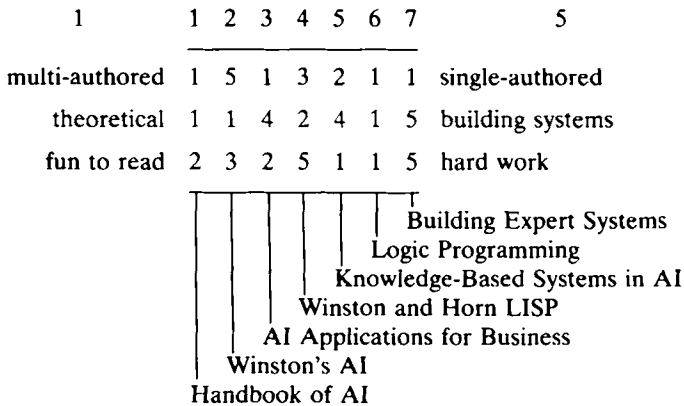 1 1 2 3 4 5 6 7 5
multi-authored 1 5 1 3 2 1 1 single-authored
theoretical 1 1 4 2 4 1 5 building systems
fun to read 2 3 2 5 1 1 5 hard work
Building Expert Systems
Logic Programming
Knowledge-Based Systems in AI
Winston and Horn LISP
AI Applications for Business
Winston's AI
Handbook of AI